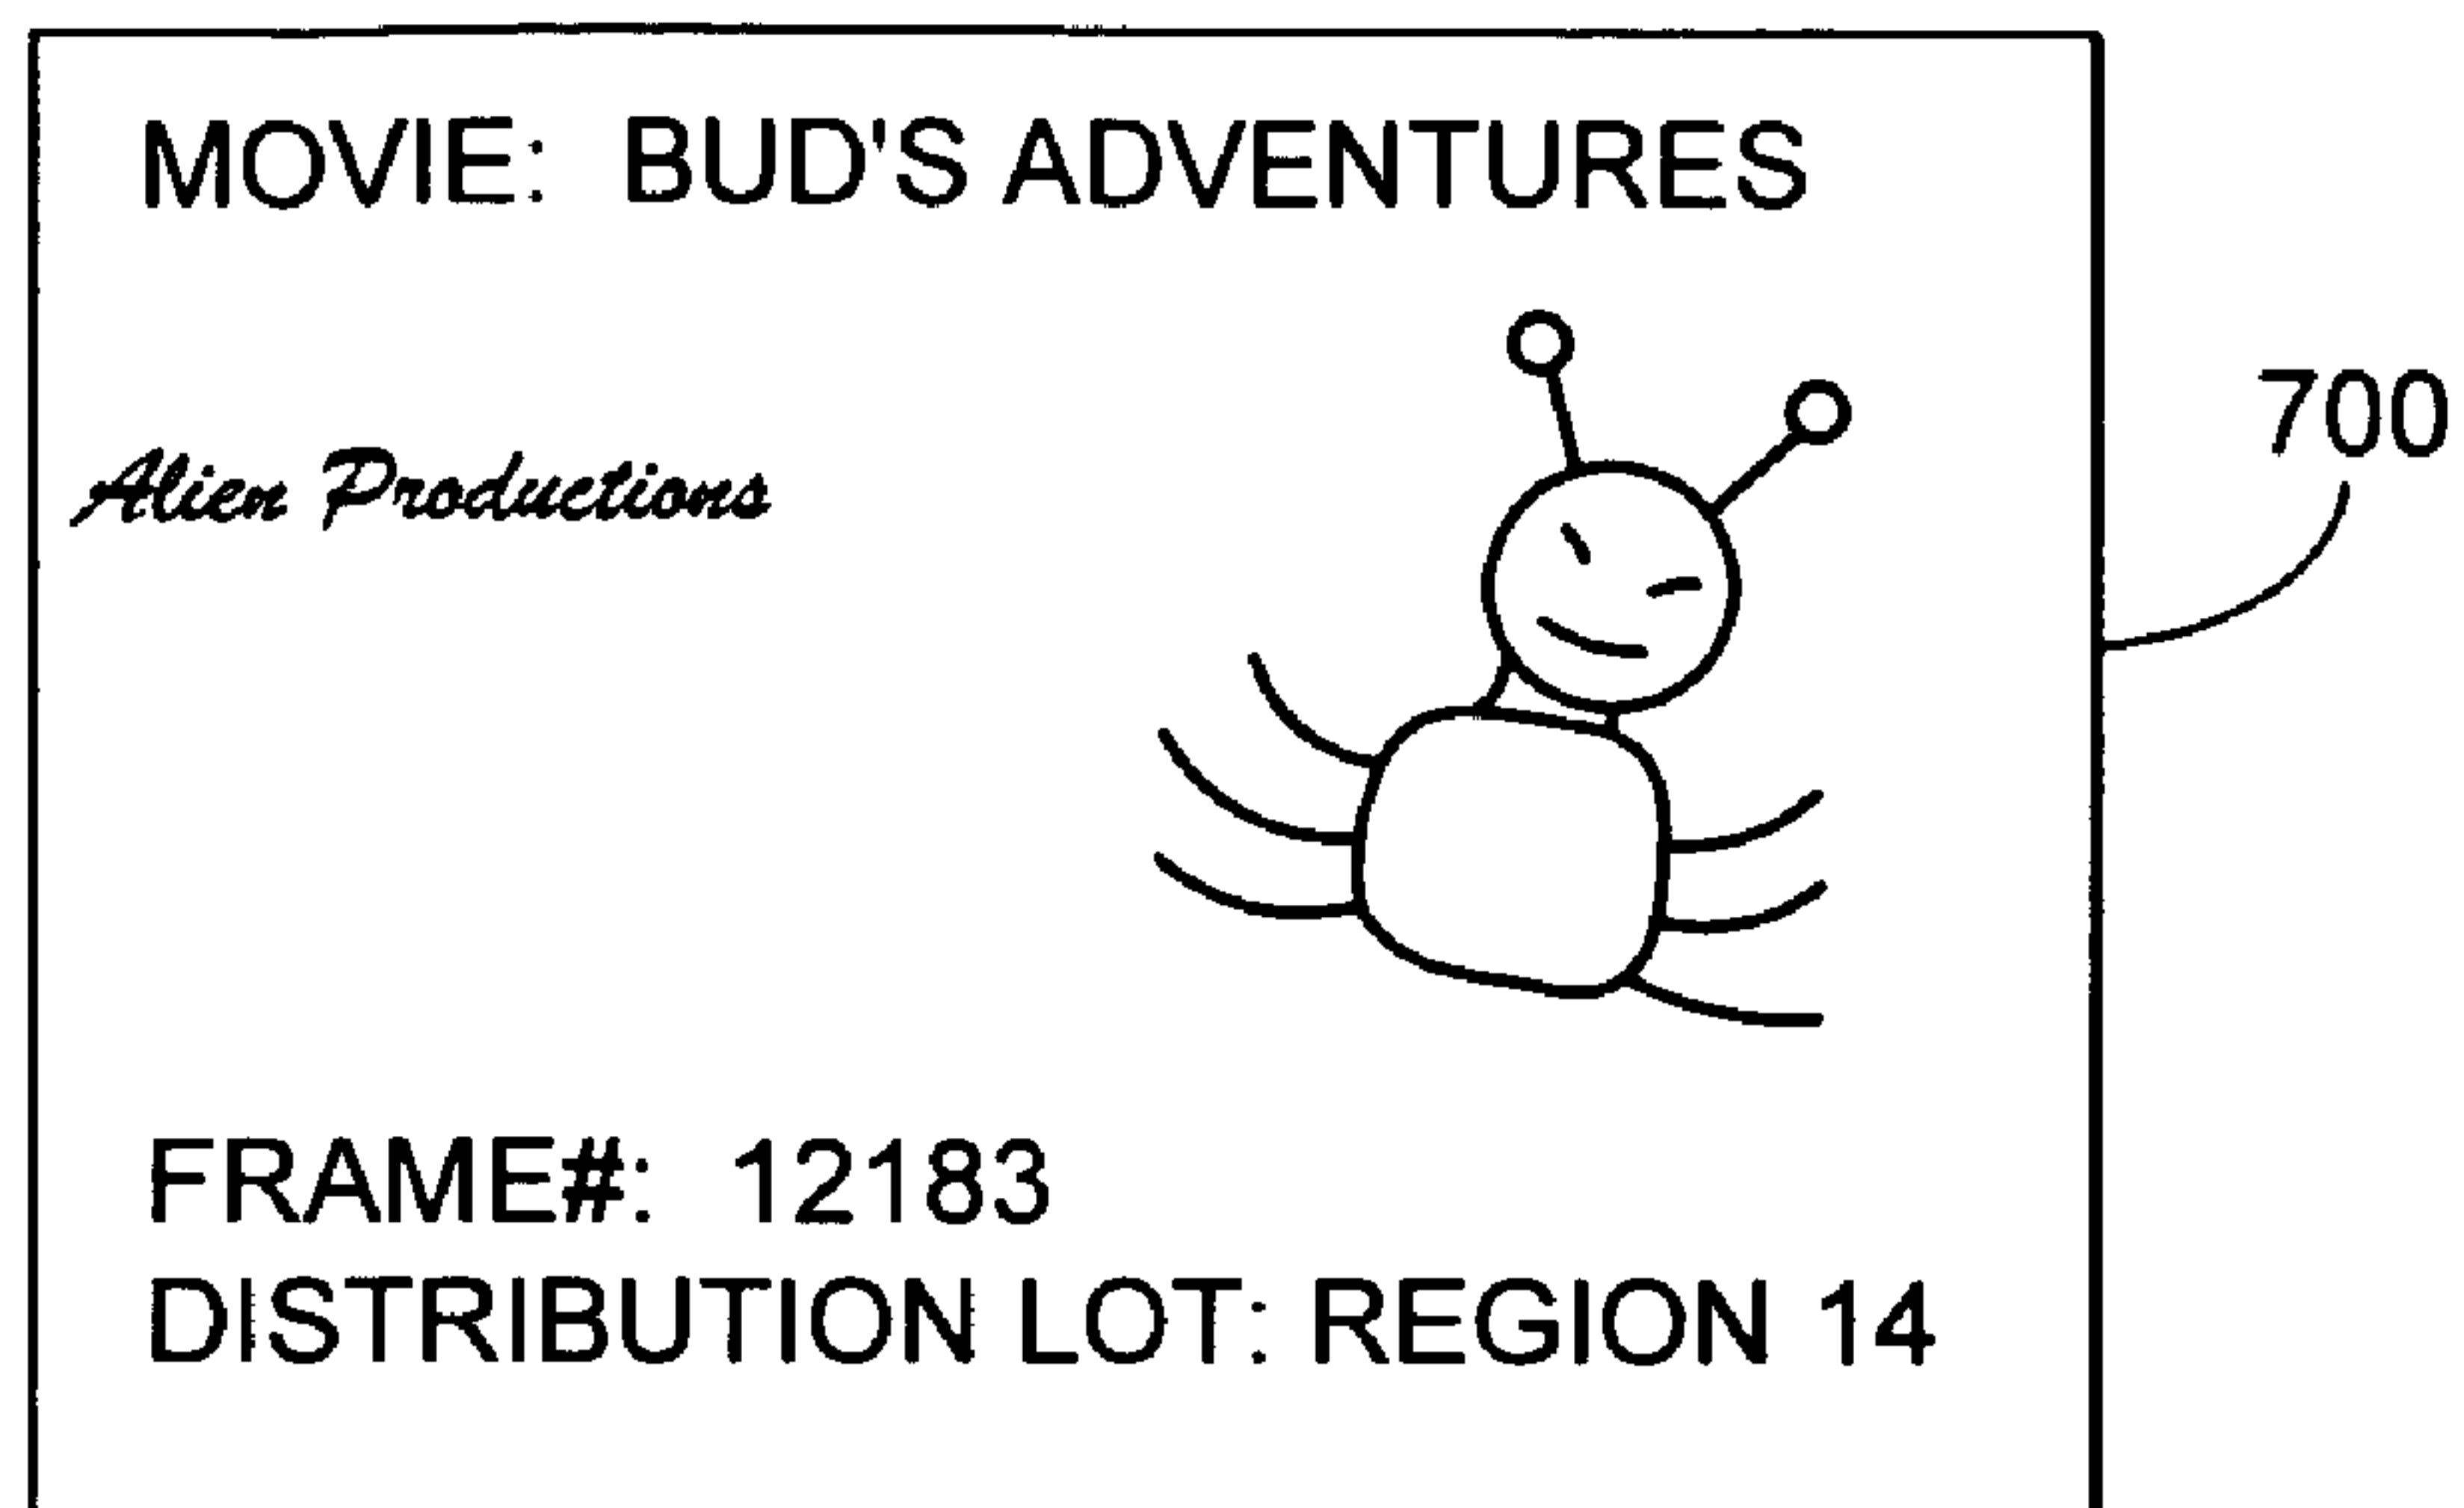 MOVIE: BUD'S ADVENTURES
700
Alien Productions
FRAME#: 12183
DISTRIBUTION LOT: REGION 14